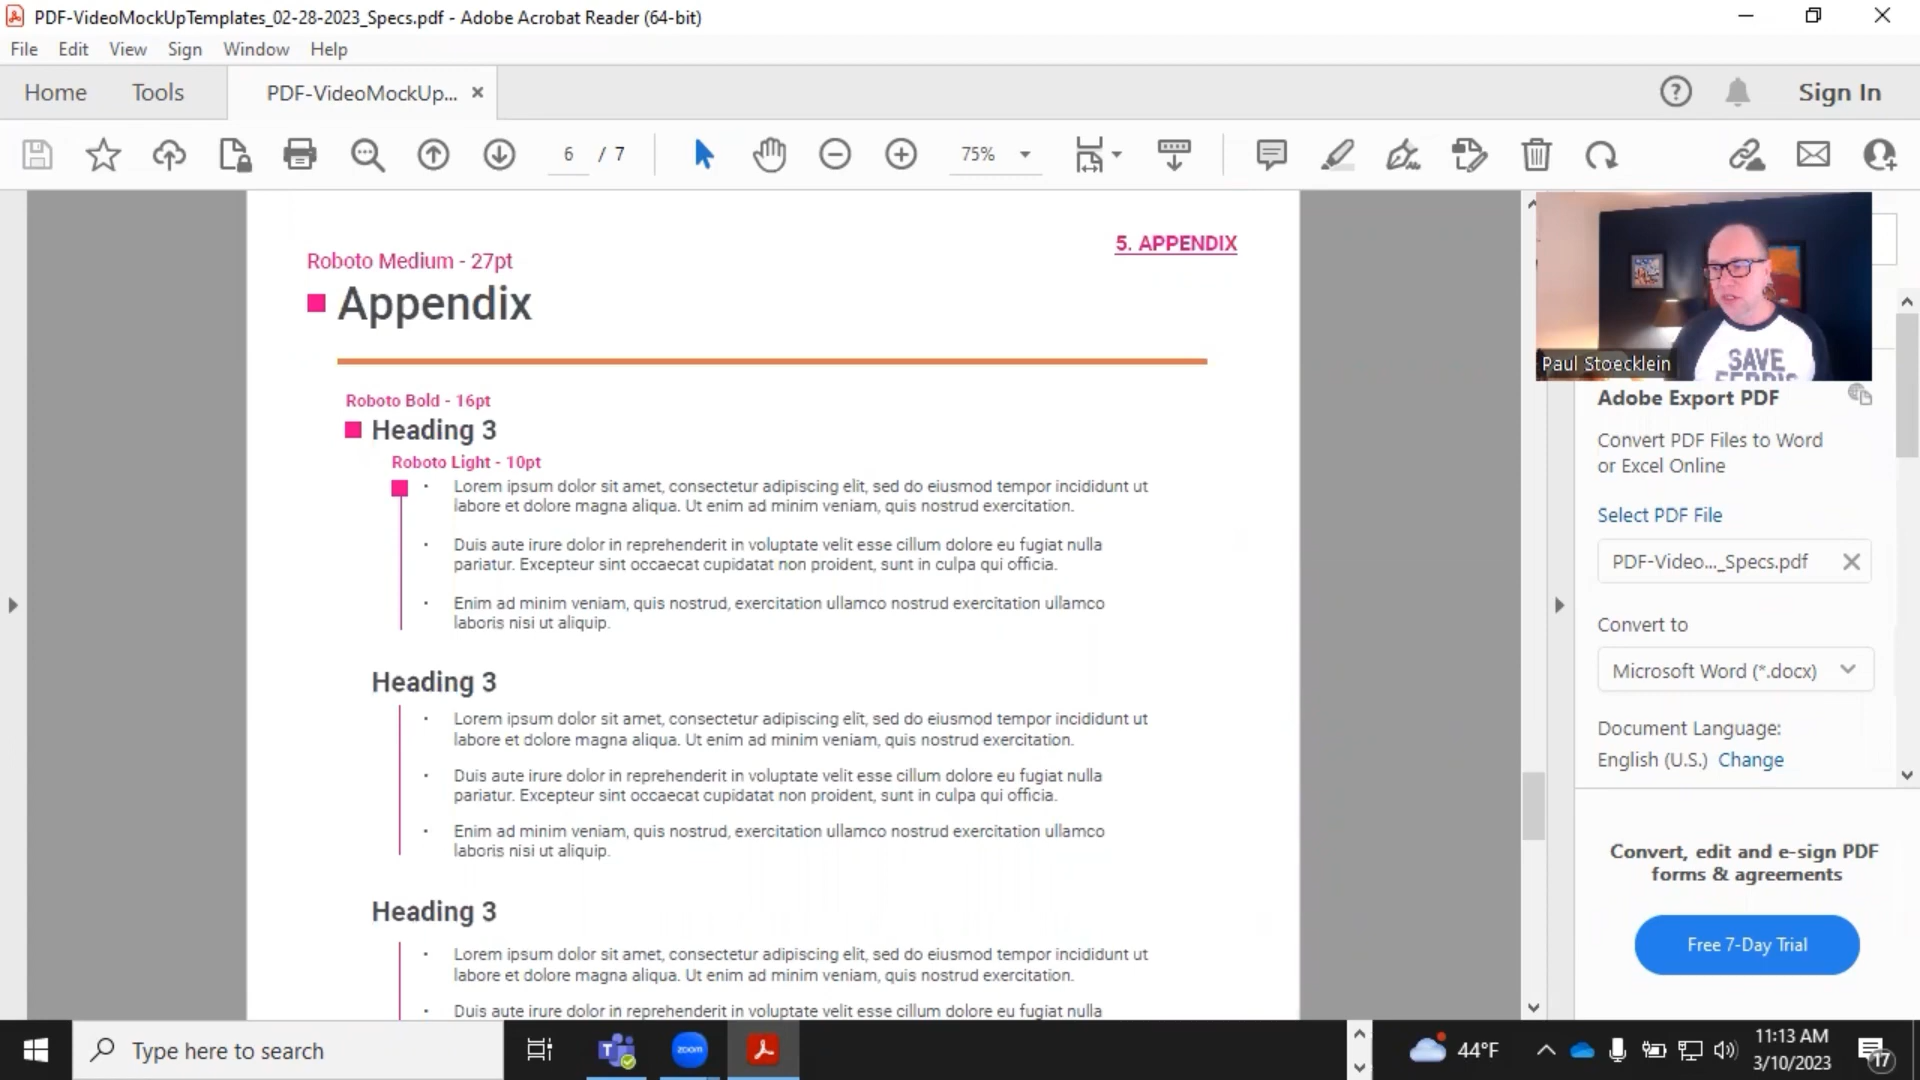 PDF-VideoMockUpTemplates_02-28-2023_Specs.pdf - Adobe Acrobat Reader (64-bit)
File Edit View Sign Window Help
Home Tools PDF-VideoMockUp... Sign In
6 / 7 75%
5. APPENDIX
Roboto Medium - 27pt
Appendix
Roboto Bold - 16pt
Heading 3
Roboto Light - 10pt
Lorem ipsum dolor sit amet, consectetur adipiscing elit, sed do eiusmod tempor incididunt ut
labore et dolore magna aliqua. Ut enim ad minim veniam, quis nostrud exercitation.
Duis aute irure dolor in reprehenderit in voluptate velit esse cillum dolore eu fugiat nulla
pariatur. Excepteur sint occaecat cupidatat non proident, sunt in culpa qui officia.
Enim ad minim veniam, quis nostrud, exercitation ullamco nostrud exercitation ullamco
laboris nisi ut aliquip.
Heading 3
Lorem ipsum dolor sit amet, consectetur adipiscing elit, sed do eiusmod tempor incididunt ut
labore et dolore magna aliqua. Ut enim ad minim veniam, quis nostrud exercitation.
Duis aute irure dolor in reprehenderit in voluptate velit esse cillum dolore eu fugiat nulla
pariatur. Excepteur sint occaecat cupidatat non proident, sunt in culpa qui officia.
Enim ad minim veniam, quis nostrud, exercitation ullamco nostrud exercitation ullamco
laboris nisi ut aliquip.
Heading 3
Lorem ipsum dolor sit amet, consectetur adipiscing elit, sed do eiusmod tempor incididunt ut
labore et dolore magna aliqua. Ut enim ad minim veniam, quis nostrud exercitation.
Duis aute irure dolor in reprehenderit in voluptate velit esse cillum dolore eu fugiat nulla
SAVE
FERRIS
Paul Stoecklein
Adobe Export PDF
Convert PDF Files to Word
or Excel Online
Select PDF File
PDF-Video..._Specs.pdf
Convert to
Microsoft Word (*.docx)
Document Language:
English (U.S.) Change
Convert, edit and e-sign PDF
forms & agreements
Free 7-Day Trial
Type here to search
zoom
44°F
11:13 AM
3/10/2023
17